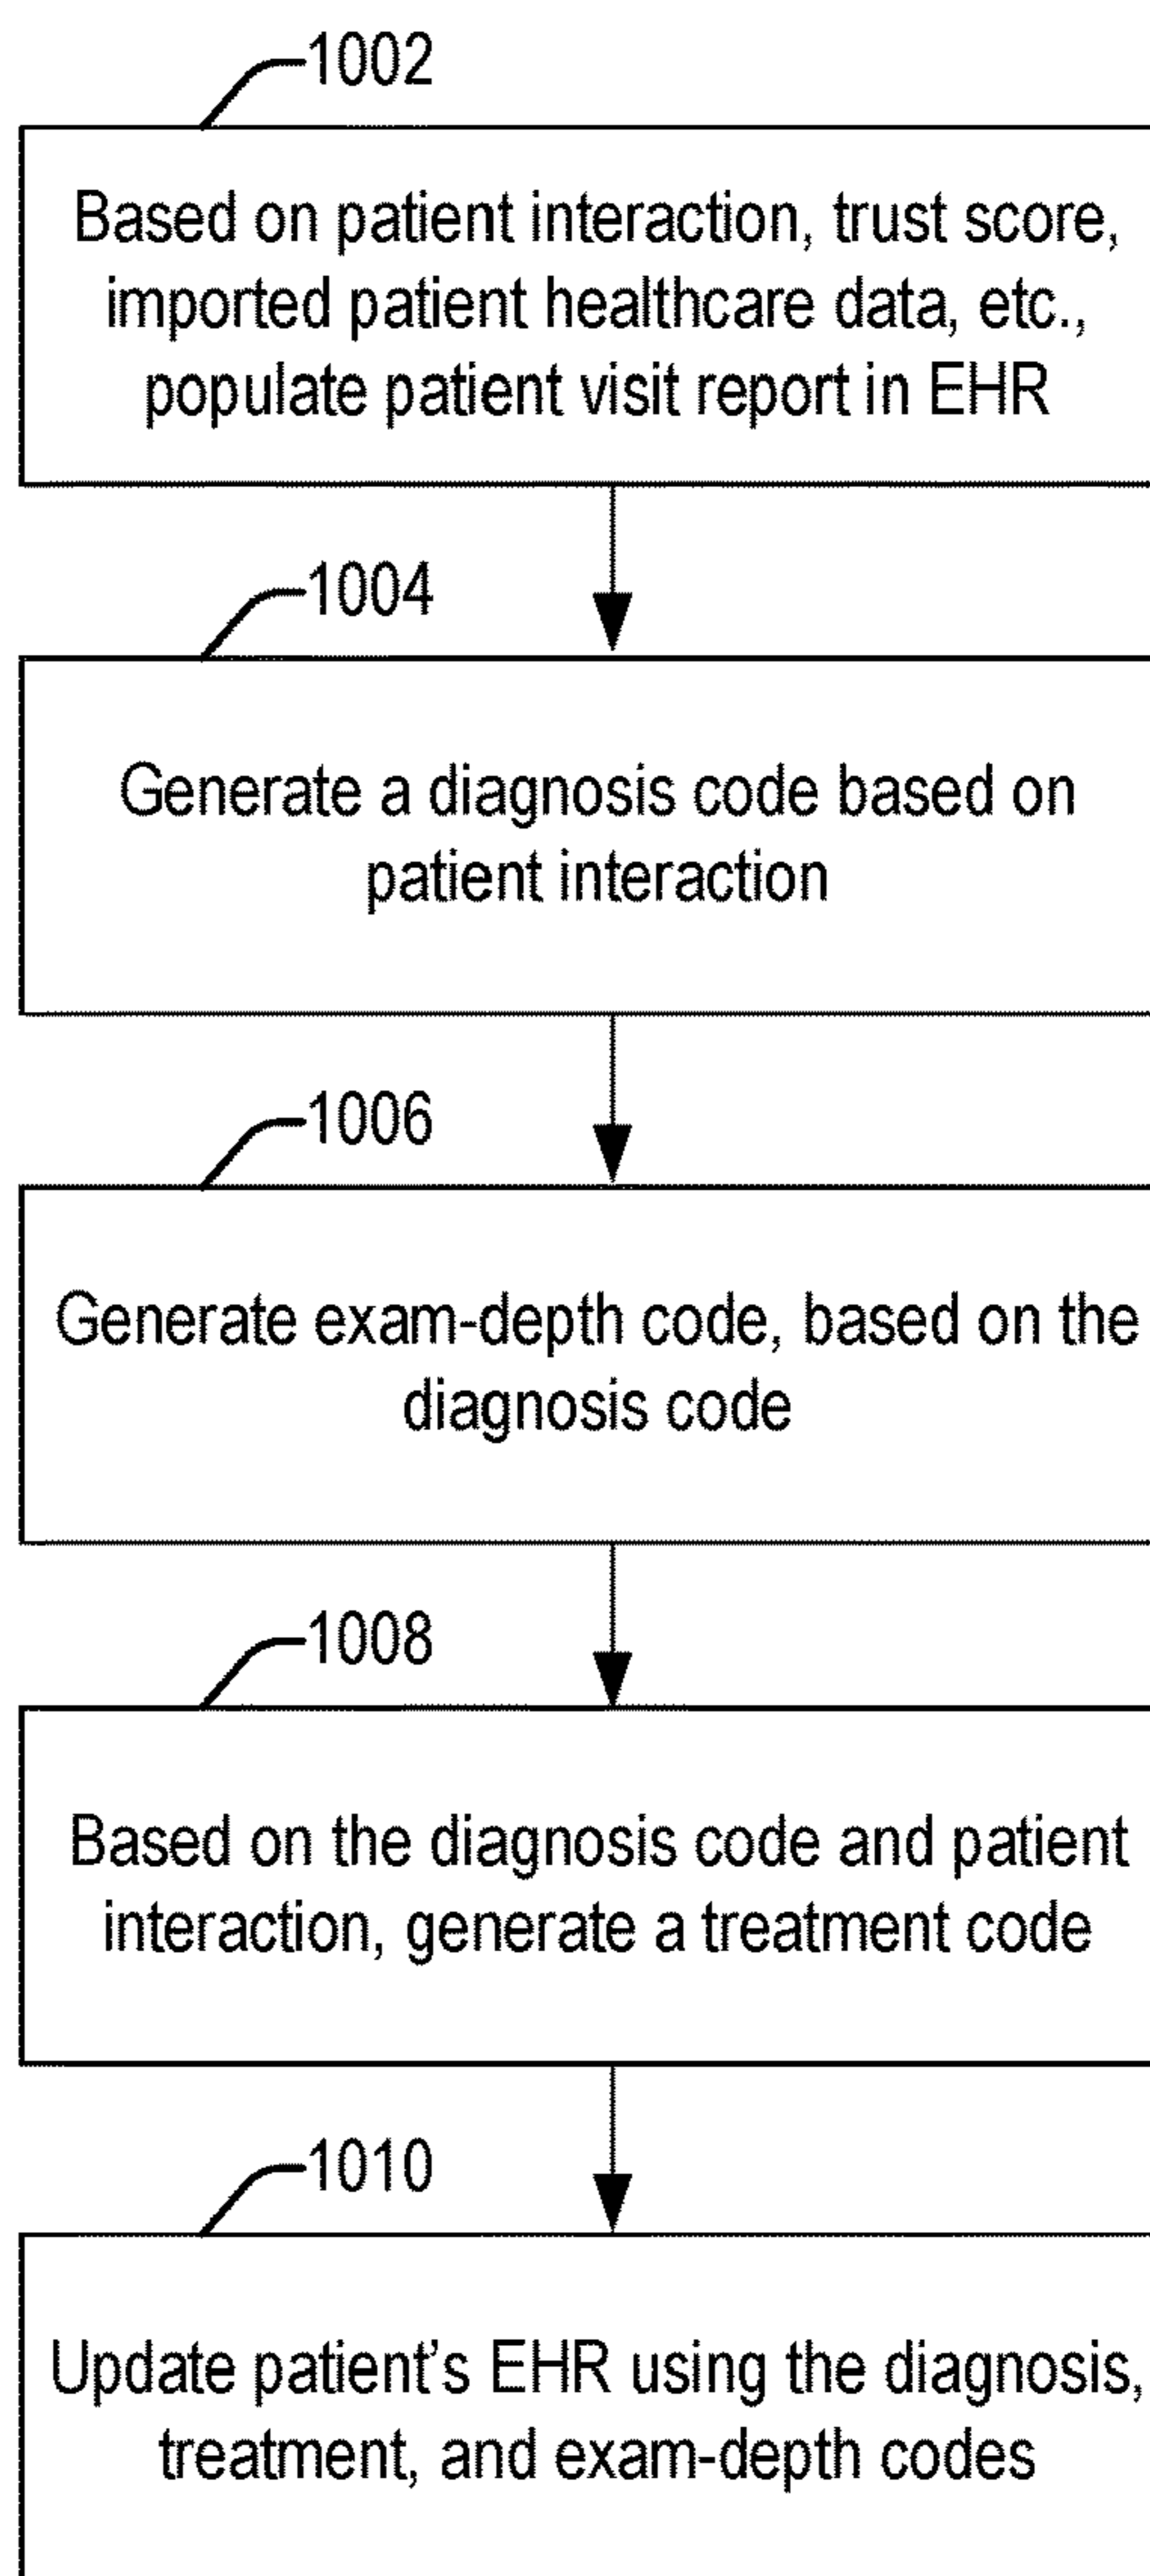 1002
Based on patient interaction, trust score,
imported patient healthcare data, etc.,
populate patient visit report in EHR
1004
Generate a diagnosis code based on
patient interaction
1006
Generate exam-depth code, based on the
diagnosis code
1008
Based on the diagnosis code and patient
interaction, generate a treatment code
1010
Update patient's EHR using the diagnosis,
treatment, and exam-depth codes